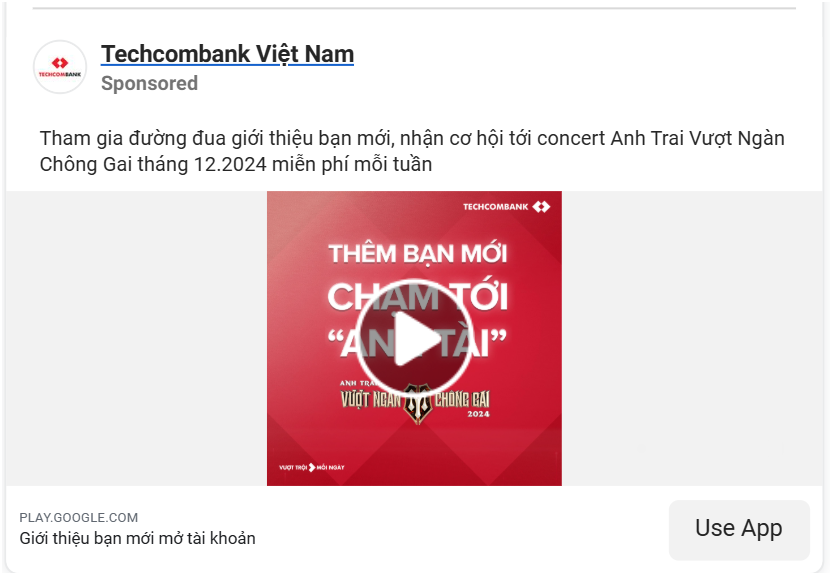 TECHCOMBANK
Techcombank Việt Nam
Sponsored
Tham gia đường đua giới thiệu bạn mới, nhận cơ hội tới concert Anh Trai Vượt Ngàn
Chông Gai tháng 12.2024 miễn phí mỗi tuần
TECHCOMBANK
THÊM BẠN MỚI
CHẠM TỚI
“ANH TÀI”
ANH TRAI
VƯỢT NGÀN CHÔNG GAI
2024
VƯỢT TRỘI MỖI NGÀY
PLAY.GOOGLE.COM
Giới thiệu bạn mới mở tài khoản
Use App